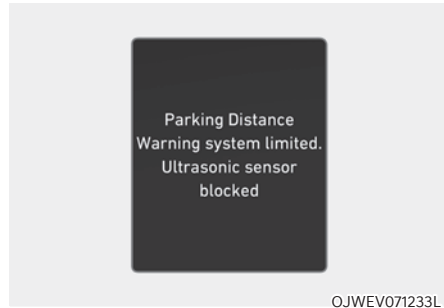 Parking Distance
Warning system limited.
Ultrasonic sensor
blocked
OJWEV071233L